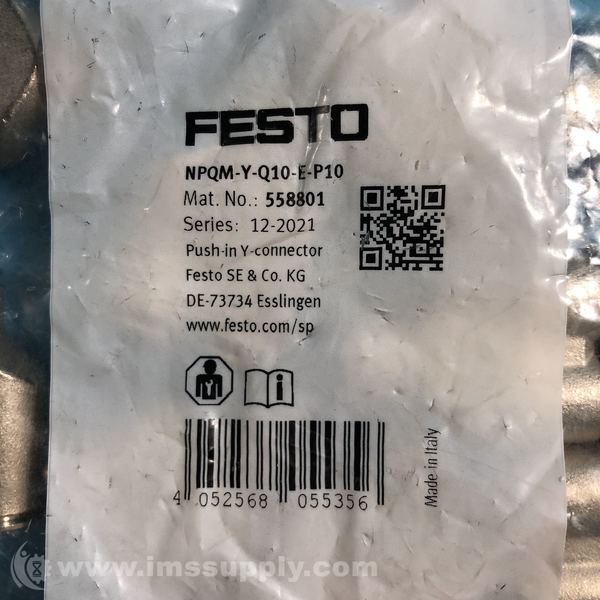 FESTO
NPQM-Y-Q10-E-P10
Mat. No.: 558801
Series: 12-2021
Push-in Y-connector
Festo SE & Co. KG
DE-73734 Esslingen
www.festo.com/sp
4 052568 055356
Made in Italy
www.imssupply.com